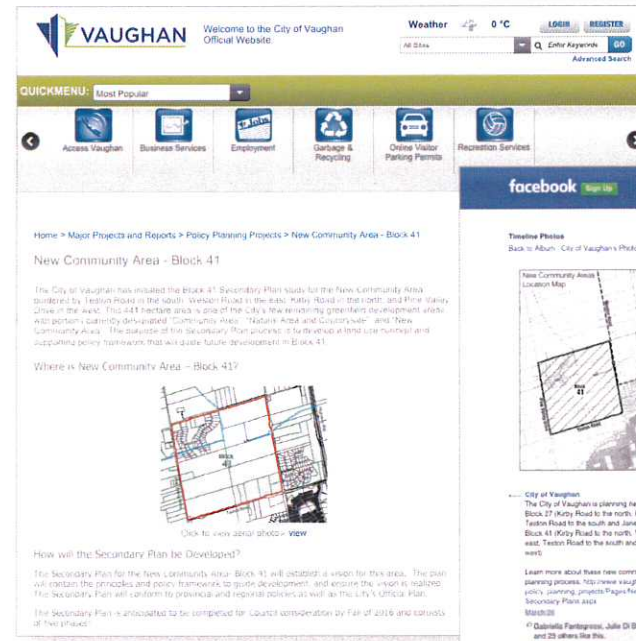 VAUGHAN
Welcome to the City of Vaughan
Official Website.
Weather 0 °C
LOGIN REGISTER
All Sites
Enter Keywords GO
Advanced Search
QUICKMENU: Most Popular
Access Vaughan
Business Services
Employment
Garbage &
Recycling
Online Visitor
Parking Permits
Recreation Services
Home > Major Projects and Reports > Policy Planning Projects > New Community Area - Block 41
New Community Area - Block 41
The City of Vaughan has initiated the Block 41 Secondary Plan study for the New Community Area
bordered by Teston Road in the south, Weston Road in the east, Kirby Road in the north, and Pine Valley
Drive in the west. This 441 hectare area is one of the City's few remaining greenfield development areas
with portions currently designated "Community Area", "Natural Area and Countryside" and "New
Community Area". The purpose of the Secondary Plan process is to develop a land use concept and
supporting policy framework that will guide future development in Block 41.
Where is New Community Area - Block 41?
BLOCK
41
Click to view aerial photo > view
How will the Secondary Plan be Developed?
The Secondary Plan for the New Community Area- Block 41 will establish a vision for this area. The plan
will contain the principles and policy framework to guide development, and ensure the vision is realized.
The Secondary Plan will conform to provincial and regional policies as well as the City's Official Plan.
The Secondary Plan is anticipated to be completed for Council consideration by Fall of 2016 and consists
of five phases:
facebook Sign Up
Timeline Photos
Back to Album · City of Vaughan's Photo
New Community Areas
Location Map
Block
41
Teston Road
City of Vaughan
The City of Vaughan is planning ne
Block 27 (Kirby Road to the north,
Teston Road to the south and Jane
Block 41 (Kirby Road to the north,
east, Teston Road to the south and
west)
Learn more about these new comm
planning process, http://www.vaugh
policy_planning_projects/Pages/Ne
Secondary-Plans.aspx
March 26
Gabriella Fantegrossi, Julie Di B
and 29 others like this.